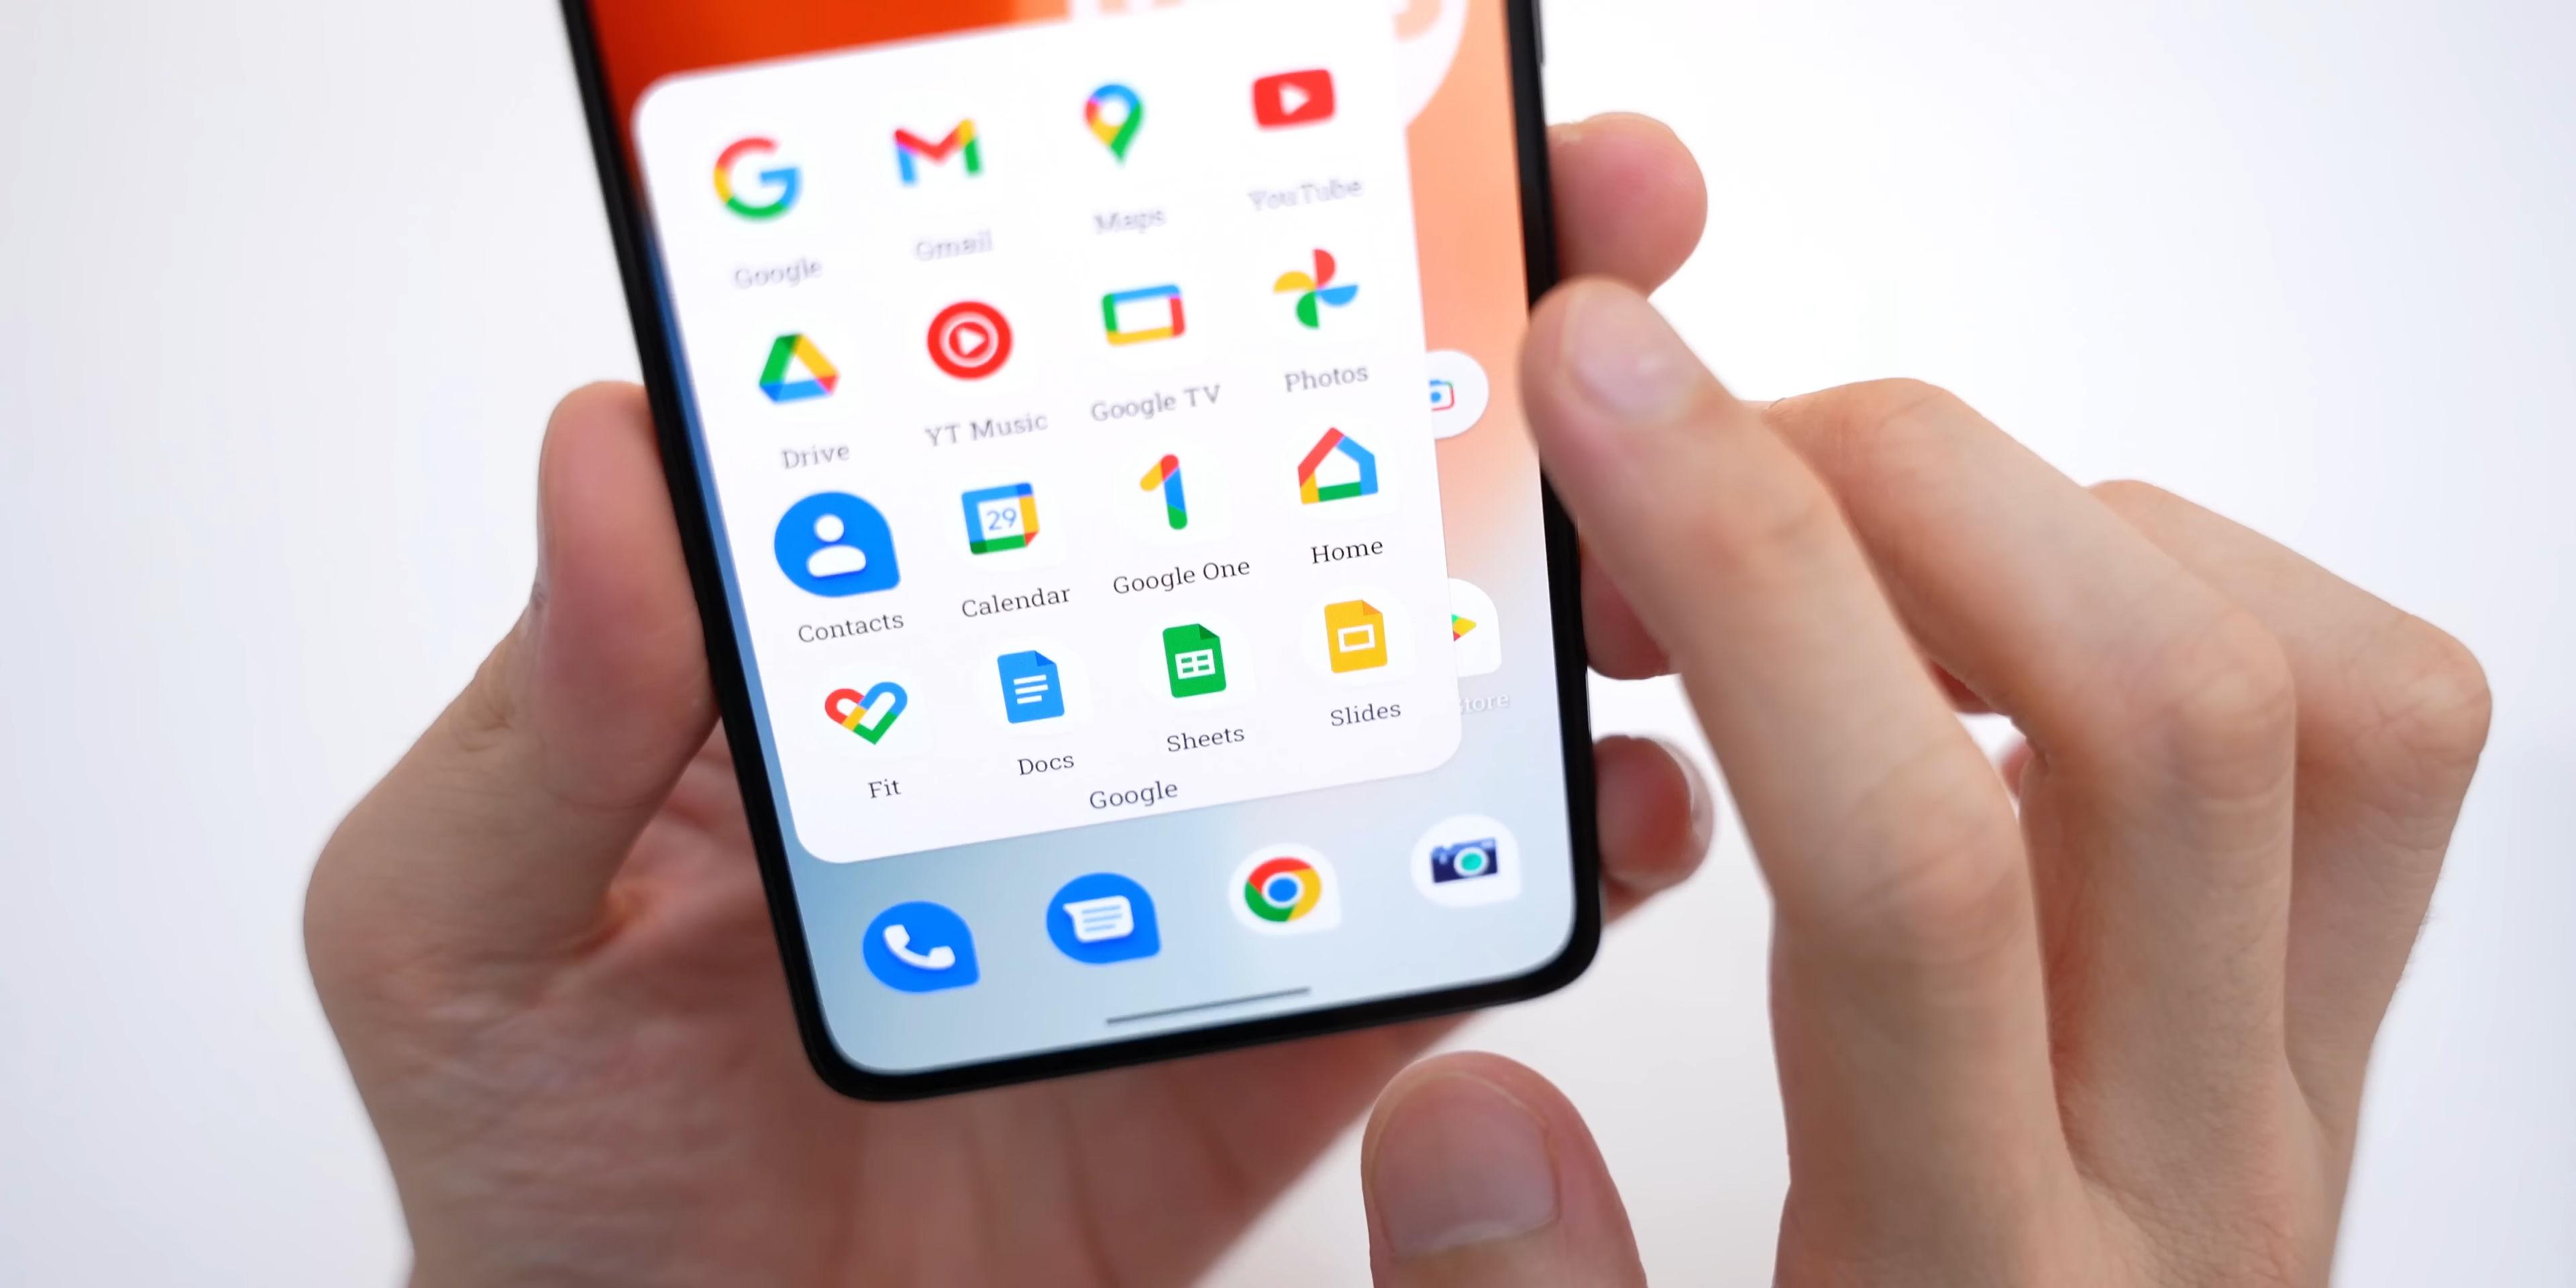 Google Gmail Maps YouTube
Drive YT Music Google TV Photos
29
Contacts Calendar Google One Home
Fit Docs Sheets Slides
Google